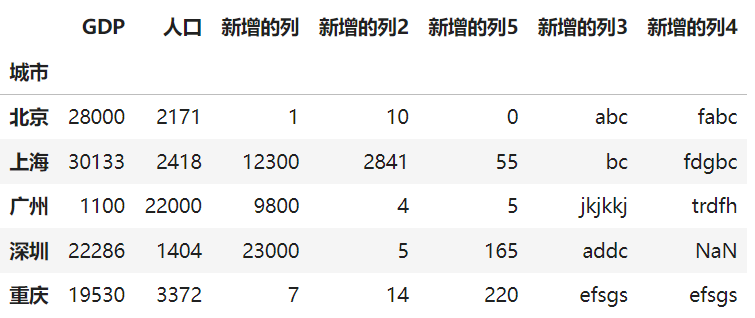 GDP 人口 新增的列 新增的列2 新增的列5 新增的列3 新增的列4
城市
北京 28000 2171 1 10 0 abc fabc
上海 30133 2418 12300 2841 55 bc fdgbc
广州 1100 22000 9800 4 5 jkjkkj trdfh
深圳 22286 1404 23000 5 165 addc NaN
重庆 19530 3372 7 14 220 efsgs efsgs